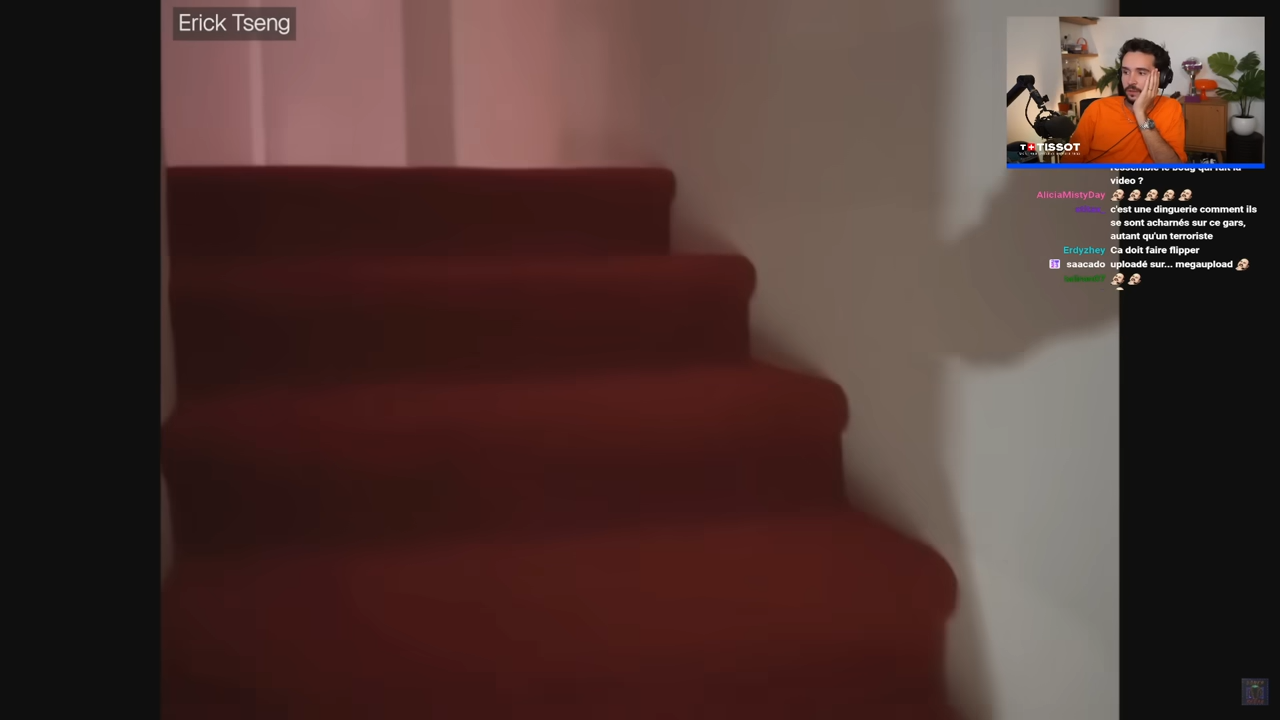 Erick Tseng
T+TISSOT
video ?
AliciaMistyDay
c'est une dinguerie comment ils
se sont acharnés sur ce gars,
autant qu'un terroriste
Erdyzhey Ca doit faire flipper
saacado uploadé sur... megaupload